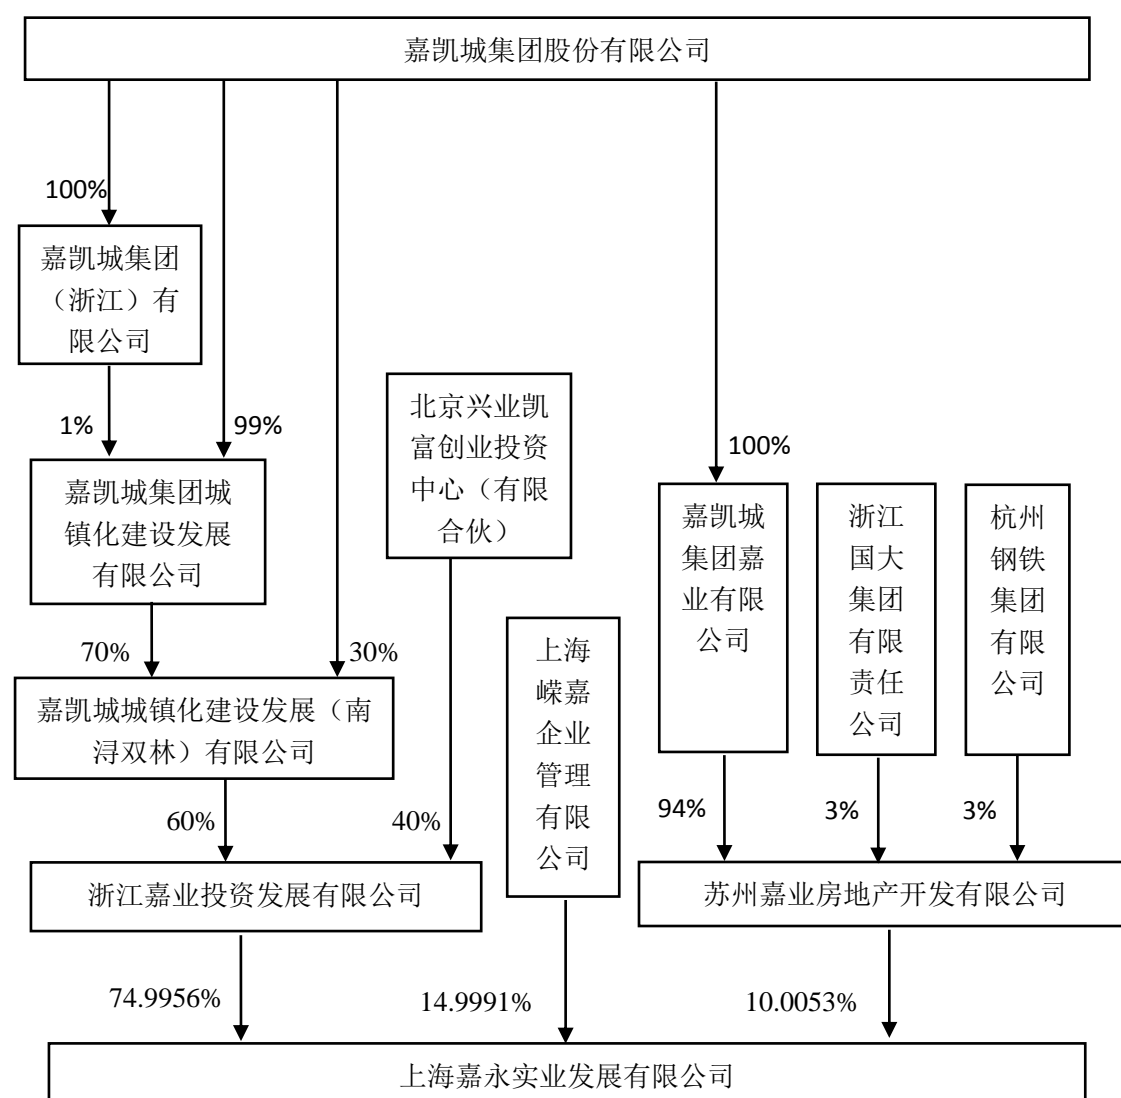 嘉凯城集团股份有限公司
100%
嘉凯城集团
（浙江）有
限公司
1%
99%
北京兴业凯
富创业投资
中心（有限
合伙）
100%
嘉凯城集团城
镇化建设发展
有限公司
嘉凯城
集团嘉
业有限
公司
浙江
国大
集团
有限
责任
公司
杭州
钢铁
集团
有限
公司
70%
30%
上海
嵘嘉
企业
管理
有限
公司
嘉凯城城镇化建设发展（南
浔双林）有限公司
60%
40%
94%
3%
3%
浙江嘉业投资发展有限公司
苏州嘉业房地产开发有限公司
74.9956%
14.9991%
10.0053%
上海嘉永实业发展有限公司